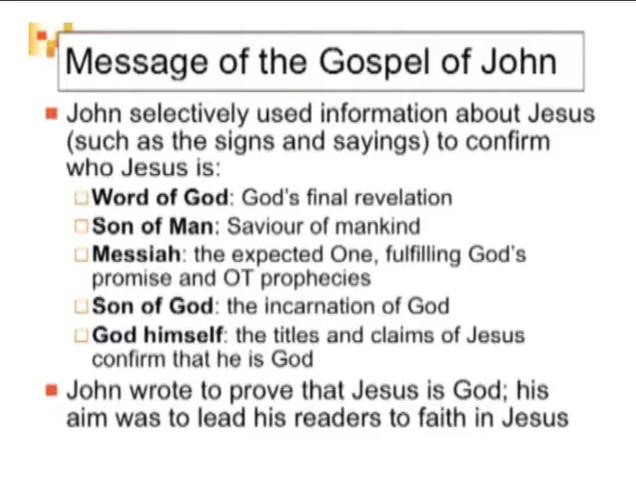 Message of the Gospel of John
John selectively used information about Jesus
(such as the signs and sayings) to confirm
who Jesus is:
Word of God: God's final revelation
Son of Man: Saviour of mankind
Messiah: the expected One, fulfilling God's
promise and OT prophecies
Son of God: the incarnation of God
God himself: the titles and claims of Jesus
confirm that he is God
John wrote to prove that Jesus is God; his
aim was to lead his readers to faith in Jesus